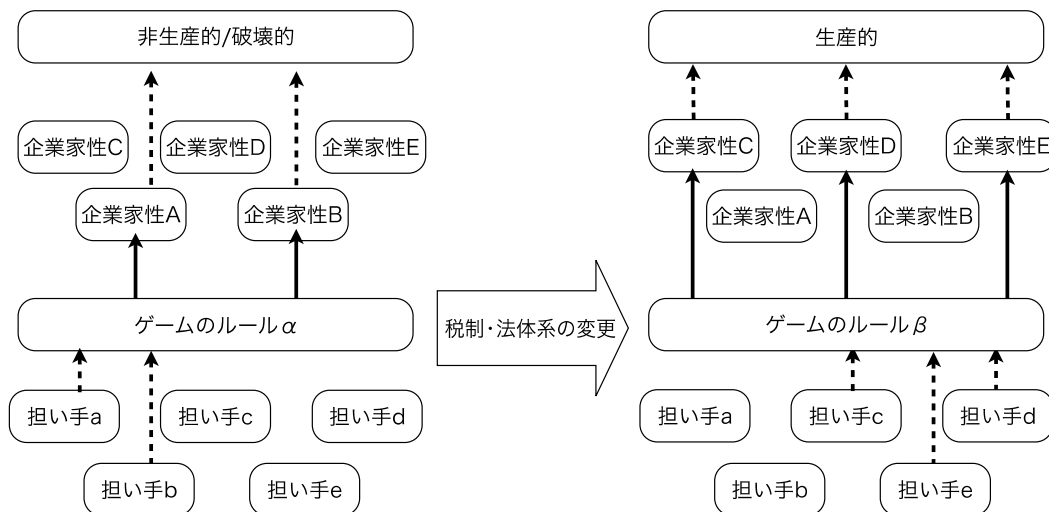 非生産的/破壊的
企業家性C
企業家性D
企業家性E
企業家性A
企業家性B
ゲームのルールα
担い手a
担い手c
担い手d
担い手b
担い手e
税制・法体系の変更
生産的
企業家性C
企業家性D
企業家性E
企業家性A
企業家性B
ゲームのルールβ
担い手a
担い手c
担い手d
担い手b
担い手e